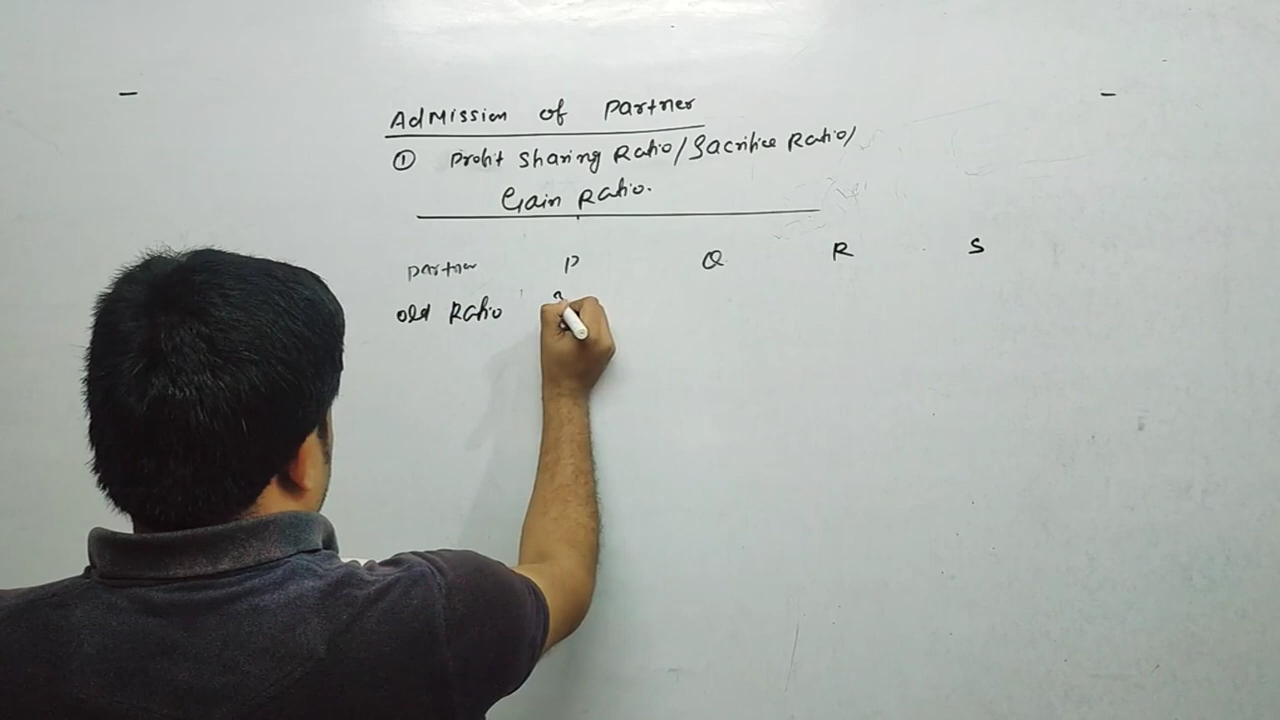 Admission of Partner
① Profit Sharing Ratio/Sacrifice Ratio/
Gain Ratio.
Partner P Q R S
Old Ratio